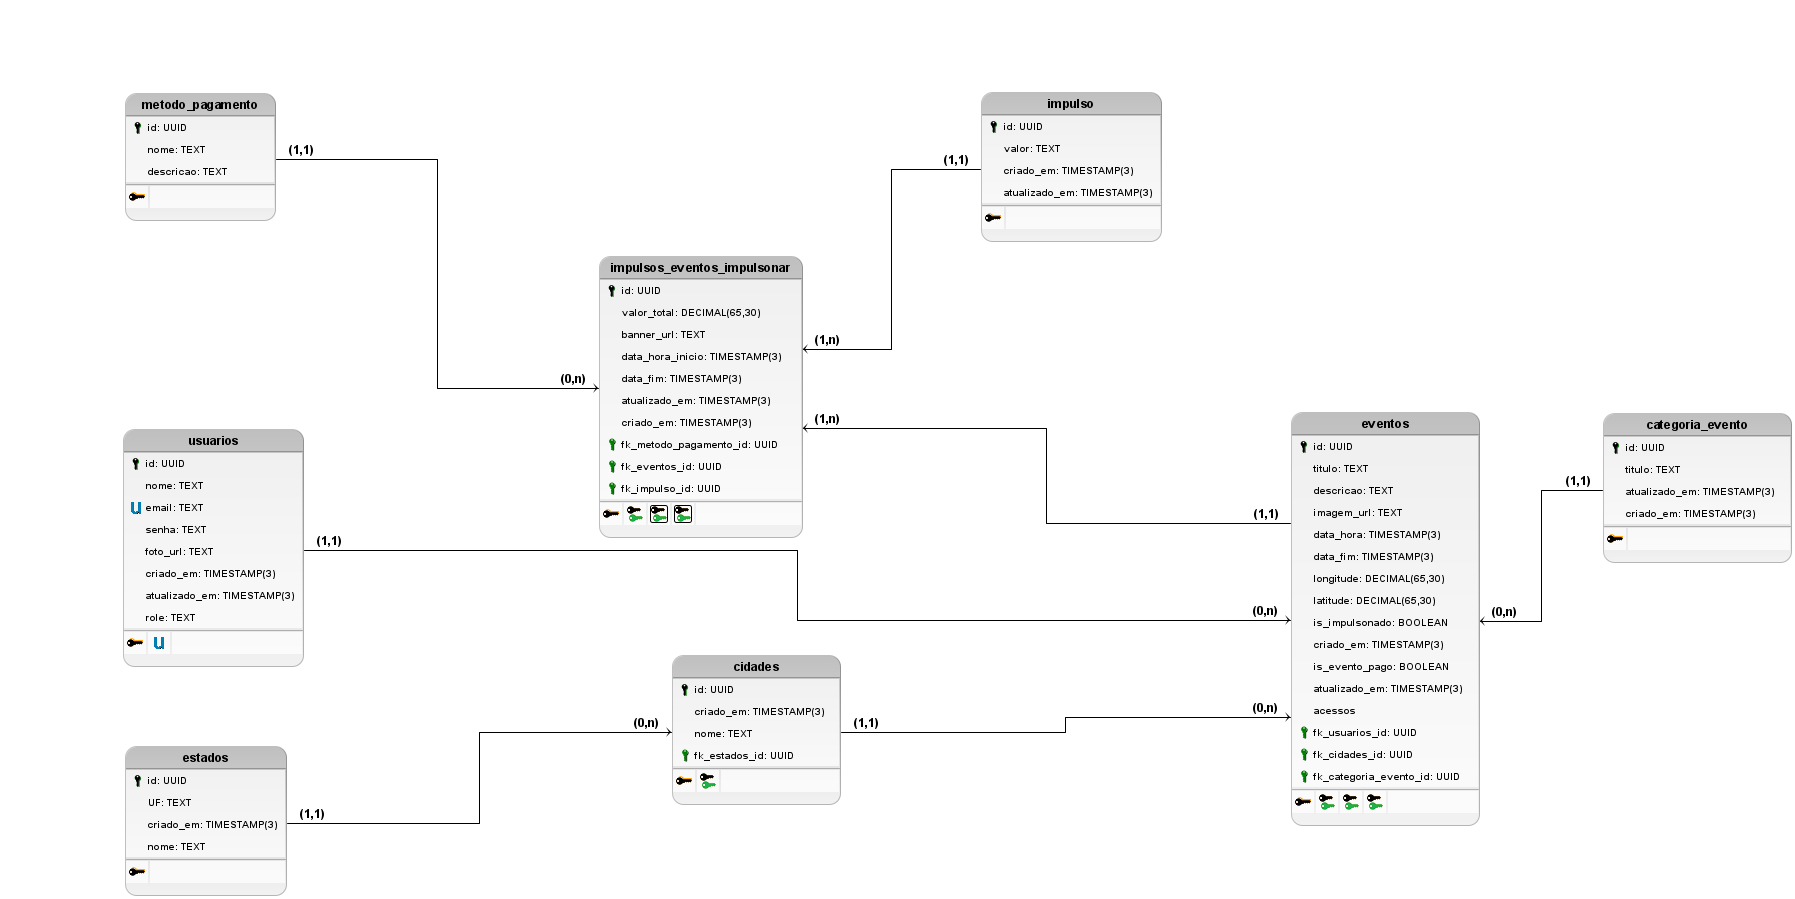 metodo_pagamento
id: UUID
nome: TEXT
descricao: TEXT
(1,1)
impulso
id: UUID
valor: TEXT
criado_em: TIMESTAMP(3)
atualizado_em: TIMESTAMP(3)
(1,1)
impulsos_eventos_impulsonar
id: UUID
valor_total: DECIMAL(65,30)
banner_url: TEXT
data_hora_inicio: TIMESTAMP(3)
data_fim: TIMESTAMP(3)
atualizado_em: TIMESTAMP(3)
criado_em: TIMESTAMP(3)
fk_metodo_pagamento_id: UUID
fk_eventos_id: UUID
fk_impulso_id: UUID
(0,n)
(1,n)
(1,n)
usuarios
id: UUID
nome: TEXT
u email: TEXT
senha: TEXT
foto_url: TEXT
criado_em: TIMESTAMP(3)
atualizado_em: TIMESTAMP(3)
role: TEXT
u
(1,1)
eventos
id: UUID
titulo: TEXT
descricao: TEXT
imagem_url: TEXT
data_hora: TIMESTAMP(3)
data_fim: TIMESTAMP(3)
longitude: DECIMAL(65,30)
latitude: DECIMAL(65,30)
is_impulsonado: BOOLEAN
criado_em: TIMESTAMP(3)
is_evento_pago: BOOLEAN
atualizado_em: TIMESTAMP(3)
acessos
fk_usuarios_id: UUID
fk_cidades_id: UUID
fk_categoria_evento_id: UUID
(1,1)
(0,n)
(0,n)
(0,n)
categoria_evento
id: UUID
titulo: TEXT
atualizado_em: TIMESTAMP(3)
criado_em: TIMESTAMP(3)
(1,1)
cidades
id: UUID
criado_em: TIMESTAMP(3)
nome: TEXT
fk_estados_id: UUID
(0,n)
(1,1)
estados
id: UUID
UF: TEXT
criado_em: TIMESTAMP(3)
nome: TEXT
(1,1)